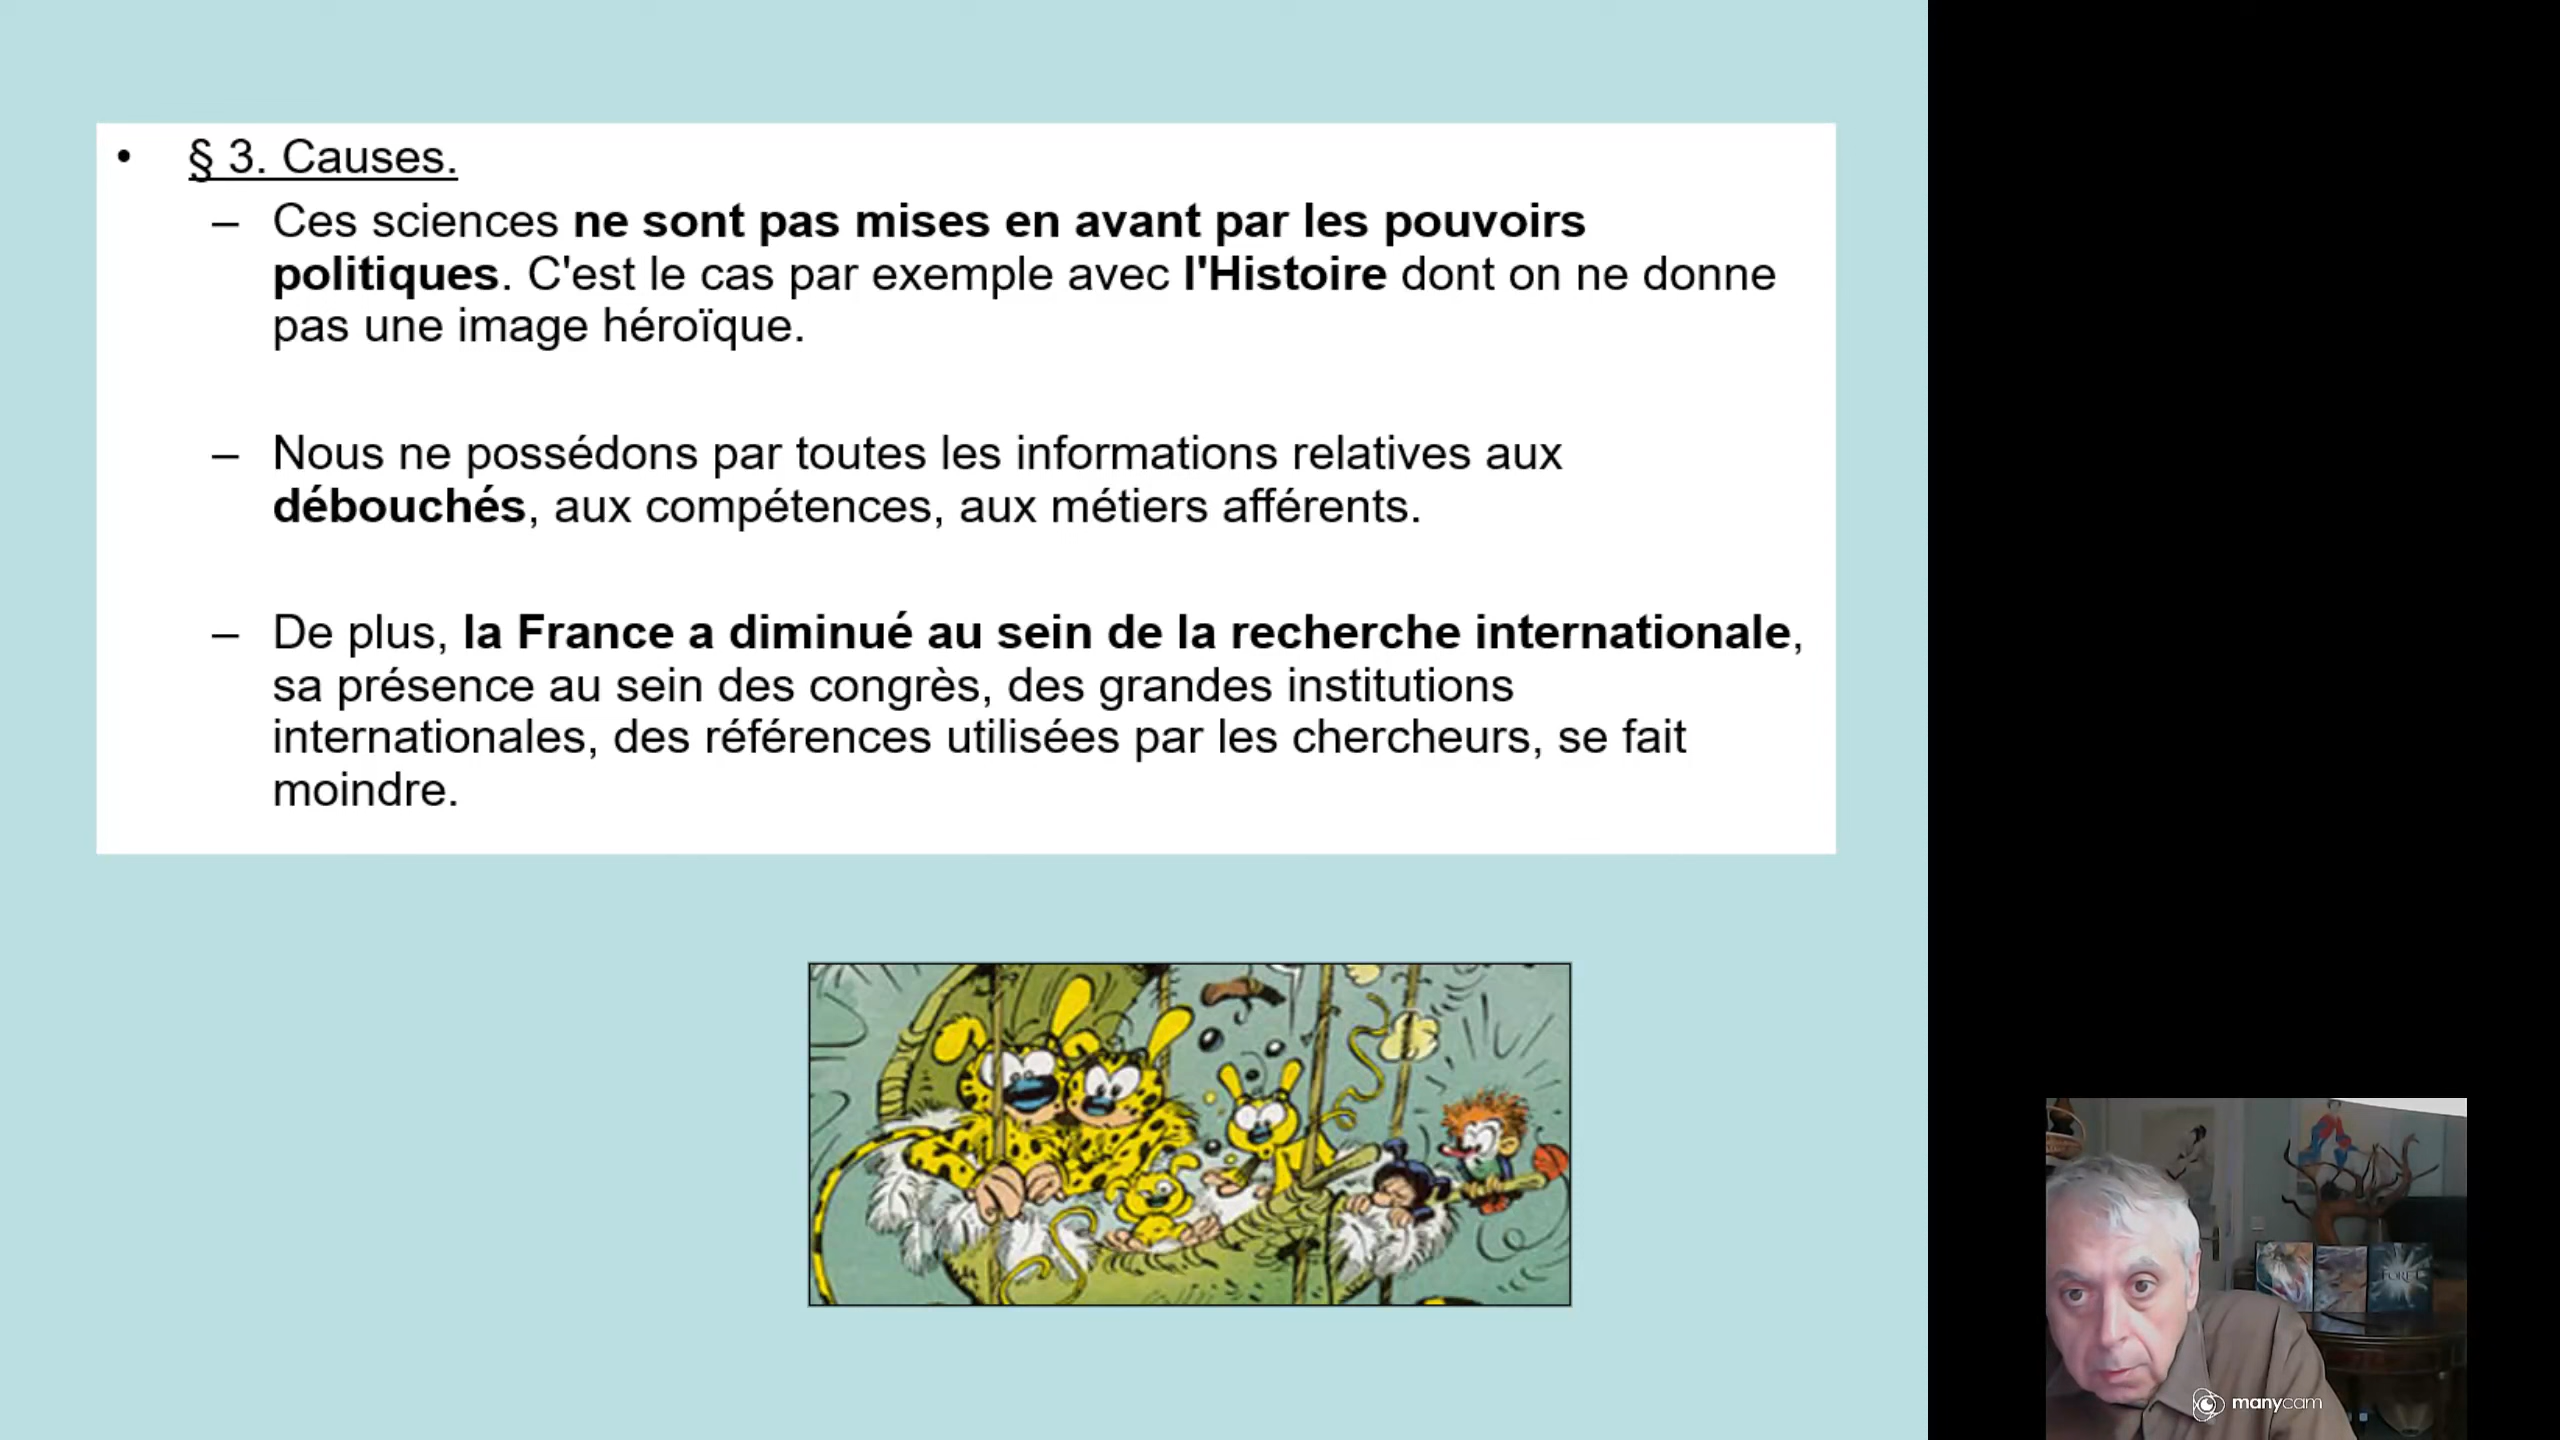 • § 3. Causes.
– Ces sciences ne sont pas mises en avant par les pouvoirs
politiques. C'est le cas par exemple avec l'Histoire dont on ne donne
pas une image héroïque.
– Nous ne possédons par toutes les informations relatives aux
débouchés, aux compétences, aux métiers afférents.
– De plus, la France a diminué au sein de la recherche internationale,
sa présence au sein des congrès, des grandes institutions
internationales, des références utilisées par les chercheurs, se fait
moindre.
manycam